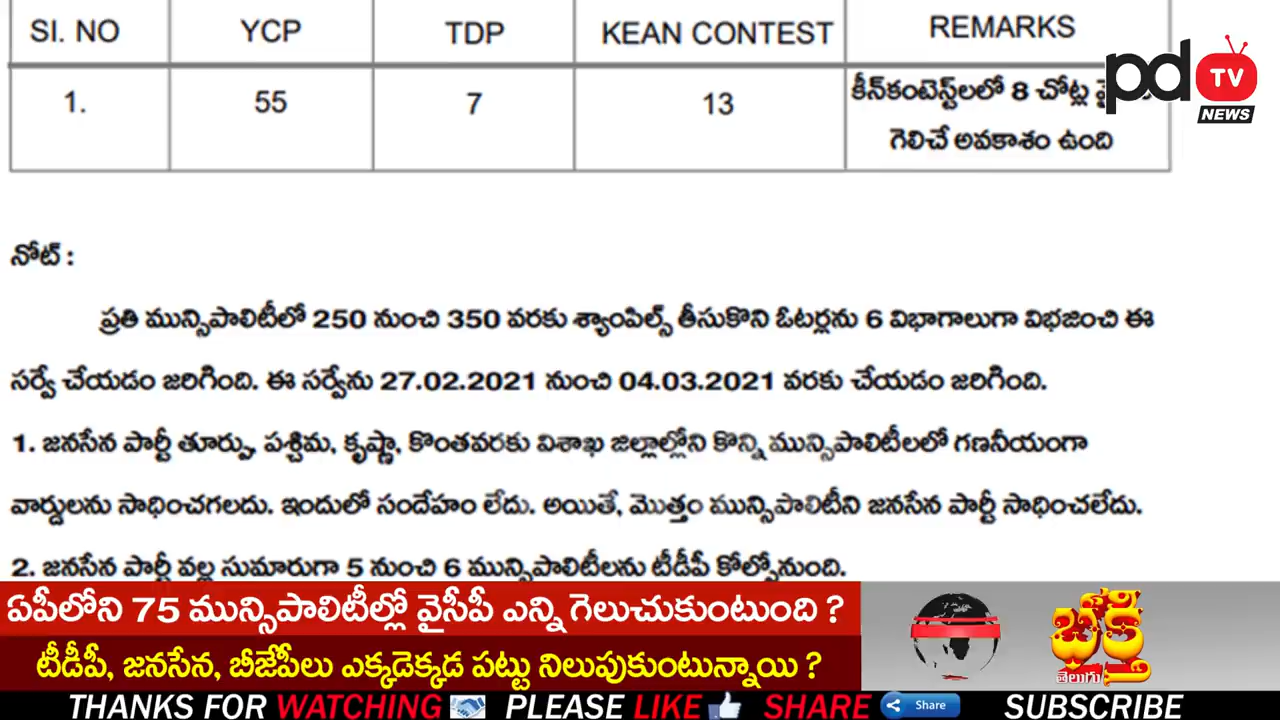 SI. NO YCP TDP KEAN CONTEST REMARKS
1. 55 7 13 కీన్‌కంటెస్ట్‌లలో 8 చోట్ల
గెలిచే అవకాశం ఉంది
pd TV NEWS
నోట్ :
ప్రతి మున్సిపాలిటీలో 250 నుంచి 350 వరకు శ్యాంపిల్స్ తీసుకొని ఓటర్లను 6 విభాగాలుగా విభజించి ఈ
సర్వే చేయడం జరిగింది. ఈ సర్వేను 27.02.2021 నుంచి 04.03.2021 వరకు చేయడం జరిగింది.
1. జనసేన పార్టీ తూర్పు, పశ్చిమ, కృష్ణా, కొంతవరకు విశాఖ జిల్లాల్లోని కొన్ని మున్సిపాలిటీలలో గణనీయంగా
వార్డులను సాధించగలదు. ఇందులో సందేహం లేదు. అయితే, మొత్తం మున్సిపాలిటీని జనసేన పార్టీ సాధించలేదు.
2. జనసేన పార్టీ వల్ల సుమారుగా 5 నుంచి 6 మున్సిపాలిటీలను టీడీపీ కోల్పోనుంది.
ఏపీలోని 75 మున్సిపాలిటీల్లో వైసీపీ ఎన్ని గెలుచుకుంటుంది ?
టీడీపీ, జనసేన, బీజేపీలు ఎక్కడెక్కడ పట్టు నిలుపుకుంటున్నాయి ?
భక్తి
తెలుగు
THANKS FOR WATCHING PLEASE LIKE SHARE Share SUBSCRIBE